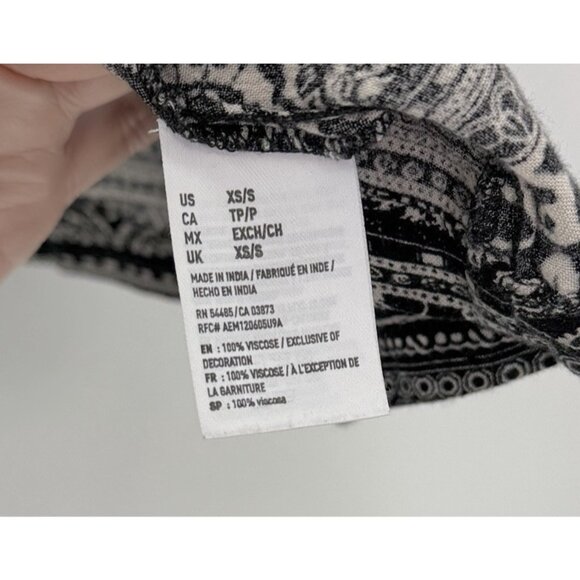 US XS/S
CA TP/P
MX EXCH/CH
UK XS/S
MADE IN INDIA / FABRIQUÉ EN INDE /
HECHO EN INDIA
RN 54485 / CA 03873
RFC# AEM120605U9A
EN : 100% VISCOSE / EXCLUSIVE OF
DECORATION
FR : 100% VISCOSE / À L'EXCEPTION DE
LA GARNITURE
SP : 100% viscosa